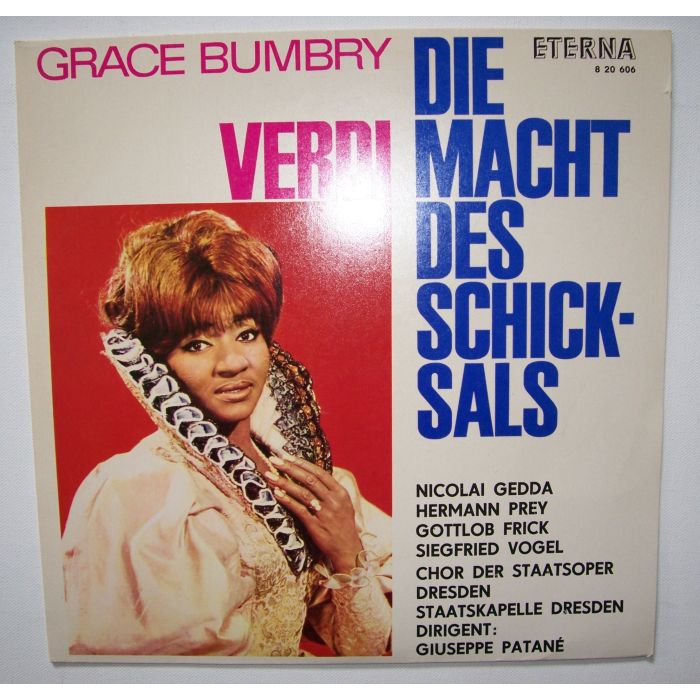 GRACE BUMBRY
VERDI
DIE
MACHT
DES
SCHICK-
SALS
ETERNA
8 20 606
NICOLAI GEDDA
HERMANN PREY
GOTTLOB FRICK
SIEGFRIED VOGEL
CHOR DER STAATSOPER
DRESDEN
STAATSKAPELLE DRESDEN
DIRIGENT:
GIUSEPPE PATANÉ